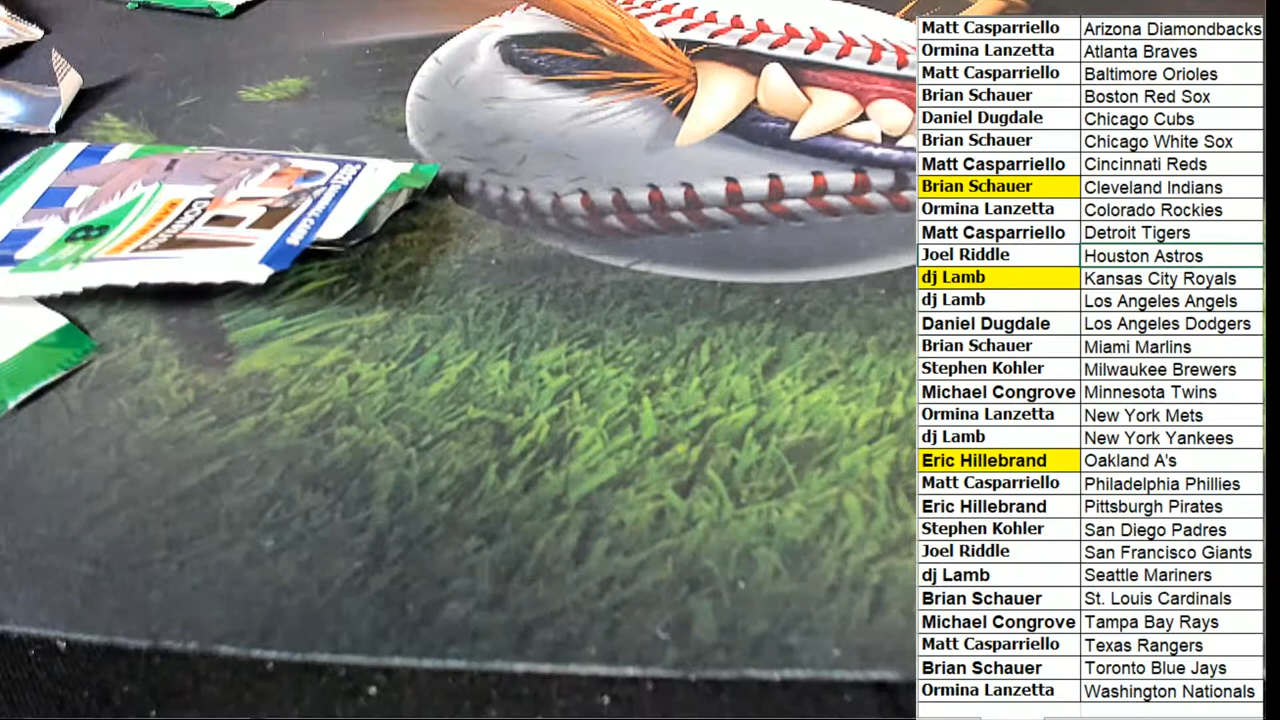 Matt Casparriello Arizona Diamondbacks
Ormina Lanzetta Atlanta Braves
Matt Casparriello Baltimore Orioles
Brian Schauer Boston Red Sox
Daniel Dugdale Chicago Cubs
Brian Schauer Chicago White Sox
Matt Casparriello Cincinnati Reds
Brian Schauer Cleveland Indians
Ormina Lanzetta Colorado Rockies
Matt Casparriello Detroit Tigers
Joel Riddle Houston Astros
dj Lamb Kansas City Royals
dj Lamb Los Angeles Angels
Daniel Dugdale Los Angeles Dodgers
Brian Schauer Miami Marlins
Stephen Kohler Milwaukee Brewers
Michael Congrove Minnesota Twins
Ormina Lanzetta New York Mets
dj Lamb New York Yankees
Eric Hillebrand Oakland A's
Matt Casparriello Philadelphia Phillies
Eric Hillebrand Pittsburgh Pirates
Stephen Kohler San Diego Padres
Joel Riddle San Francisco Giants
dj Lamb Seattle Mariners
Brian Schauer St. Louis Cardinals
Michael Congrove Tampa Bay Rays
Matt Casparriello Texas Rangers
Brian Schauer Toronto Blue Jays
Ormina Lanzetta Washington Nationals
2021
DONRUSS
8